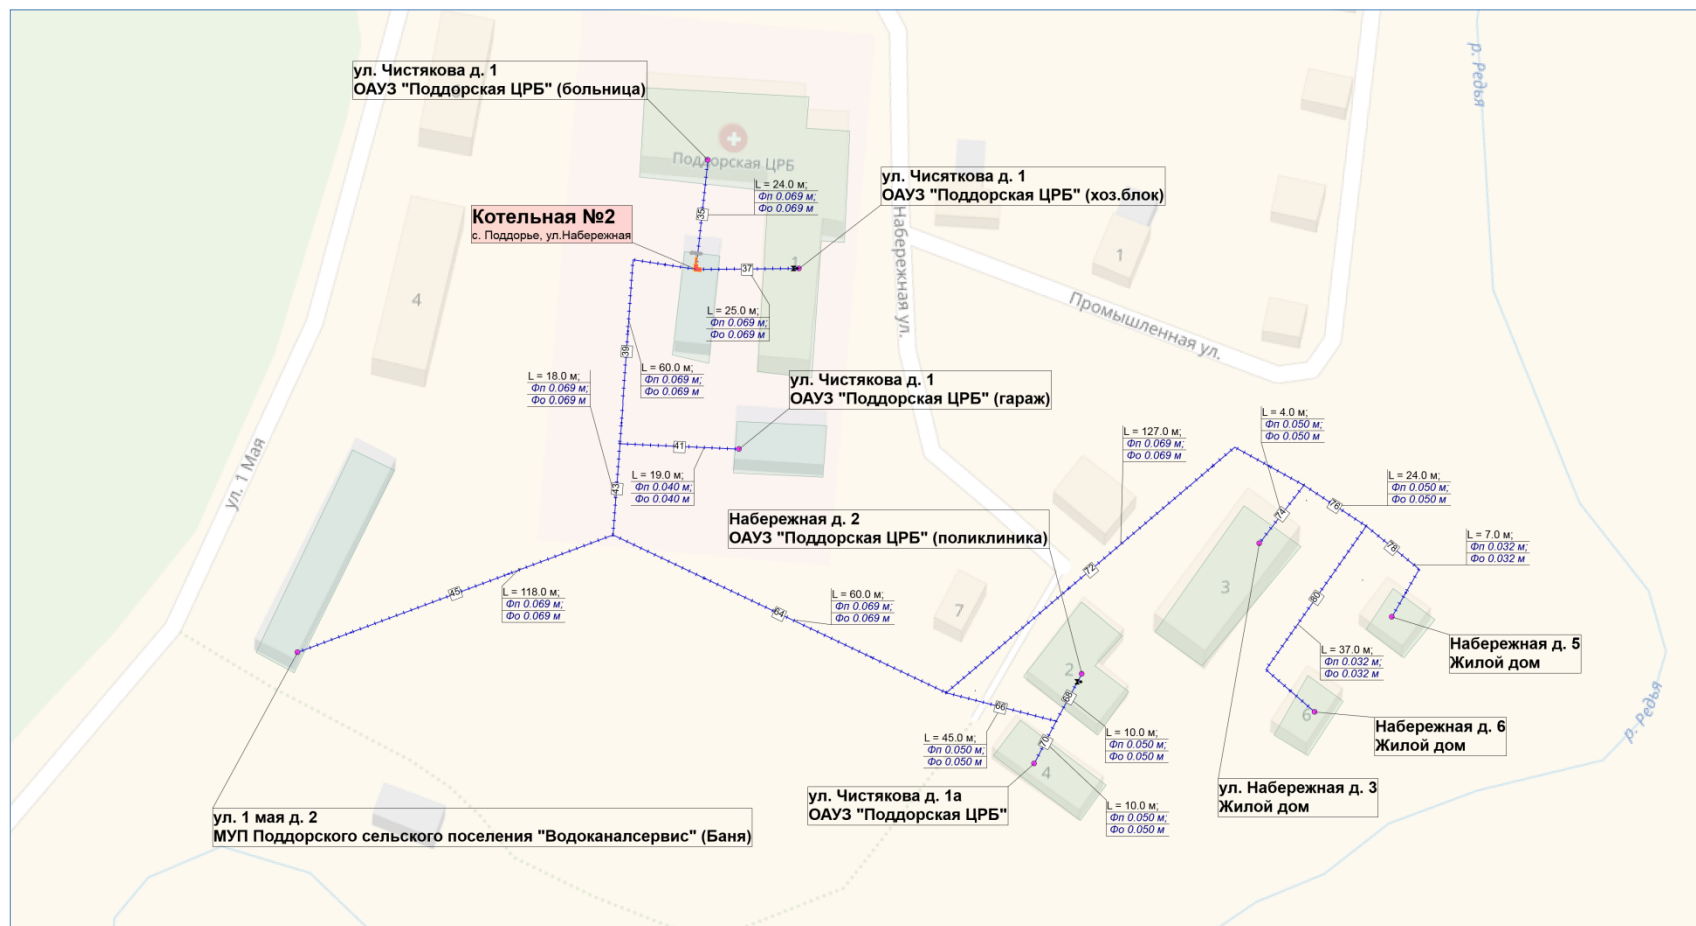 ул. Чистякова д. 1
ОАУЗ "Поддорская ЦРБ" (больница)
р. Редья
Поддорская ЦРБ
L = 24.0 м;
Фп 0.069 м;
Фо 0.069 м
35
ул. Чисяткова д. 1
ОАУЗ "Поддорская ЦРБ" (хоз.блок)
Котельная №2
с. Поддорье, ул.Набережная
Набережная ул.
1
1
37
4
L = 25.0 м;
Фп 0.069 м;
Фо 0.069 м
Промышленная ул.
39
L = 60.0 м;
Фп 0.069 м;
Фо 0.069 м
L = 18.0 м;
Фп 0.069 м;
Фо 0.069 м
ул. Чистякова д. 1
ОАУЗ "Поддорская ЦРБ" (гараж)
41
L = 19.0 м;
Фп 0.040 м;
Фо 0.040 м
43
ул. 1 Мая
L = 127.0 м;
Фп 0.069 м;
Фо 0.069 м
L = 4.0 м;
Фп 0.050 м;
Фо 0.050 м
L = 24.0 м;
Фп 0.050 м;
Фо 0.050 м
76
74
L = 7.0 м;
Фп 0.032 м;
Фо 0.032 м
78
Набережная д. 2
ОАУЗ "Поддорская ЦРБ" (поликлиника)
72
3
80
7
45
L = 118.0 м;
Фп 0.069 м;
Фо 0.069 м
64
L = 60.0 м;
Фп 0.069 м;
Фо 0.069 м
Набережная д. 5
Жилой дом
L = 37.0 м;
Фп 0.032 м;
Фо 0.032 м
2
68
66
6
Набережная д. 6
Жилой дом
р. Редья
L = 45.0 м;
Фп 0.050 м;
Фо 0.050 м
70
4
L = 10.0 м;
Фп 0.050 м;
Фо 0.050 м
ул. Чистякова д. 1а
ОАУЗ "Поддорская ЦРБ"
L = 10.0 м;
Фп 0.050 м;
Фо 0.050 м
ул. Набережная д. 3
Жилой дом
ул. 1 мая д. 2
МУП Поддорского сельского поселения "Водоканалсервис" (Баня)